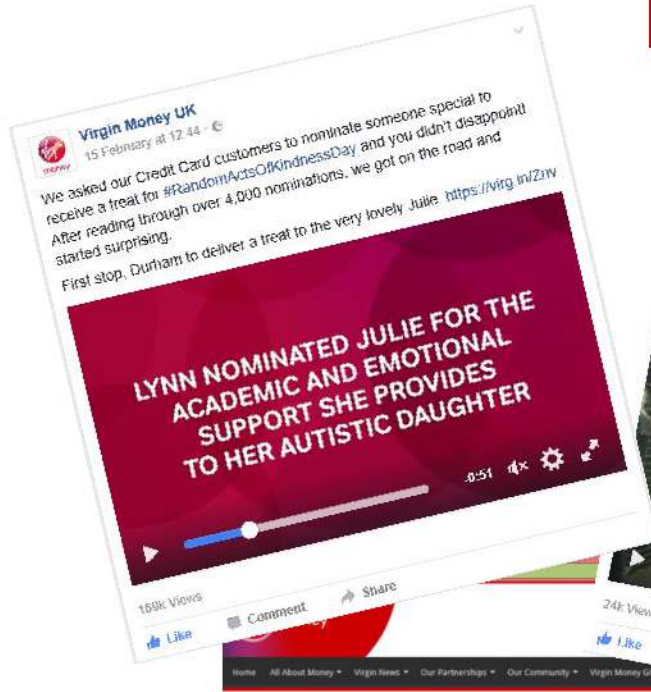 Virgin Money UK
15 February at 12:44
money
We asked our Credit Card customers to nominate someone special to
receive a treat for #RandomActsOfKindnessDay and you didn't disappoint!
After reading through over 4,000 nominations, we got on the road and
started surprising.
First stop, Durham to deliver a treat to the very lovely Julie https://virg.in/Znv
LYNN NOMINATED JULIE FOR THE
ACADEMIC AND EMOTIONAL
SUPPORT SHE PROVIDES
TO HER AUTISTIC DAUGHTER
-0:51
Views
Like Comment Share
24k View
Like
Home All About Money Virgin News Our Partnerships Our Community Virgin Money